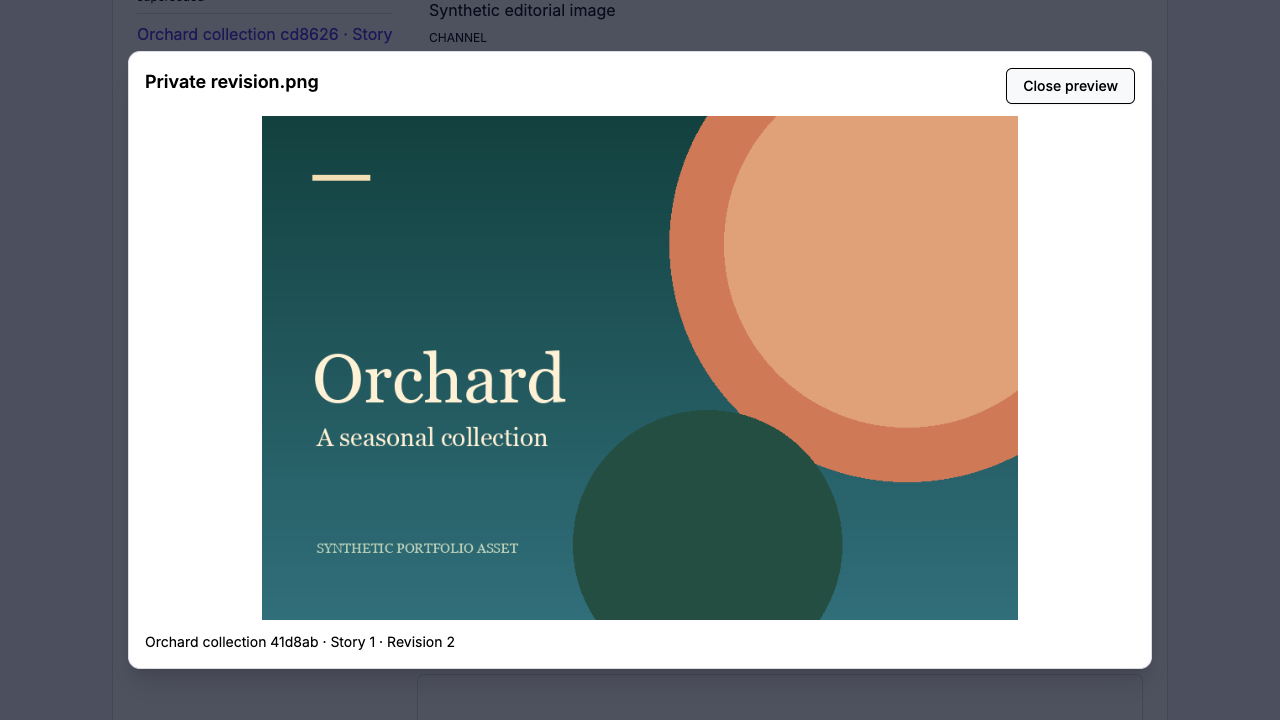 Synthetic editorial image
Orchard collection cd8626 · Story
CHANNEL
Private revision.png
Close preview
Orchard
A seasonal collection
SYNTHETIC PORTFOLIO ASSET
Orchard collection 41d8ab · Story 1 · Revision 2